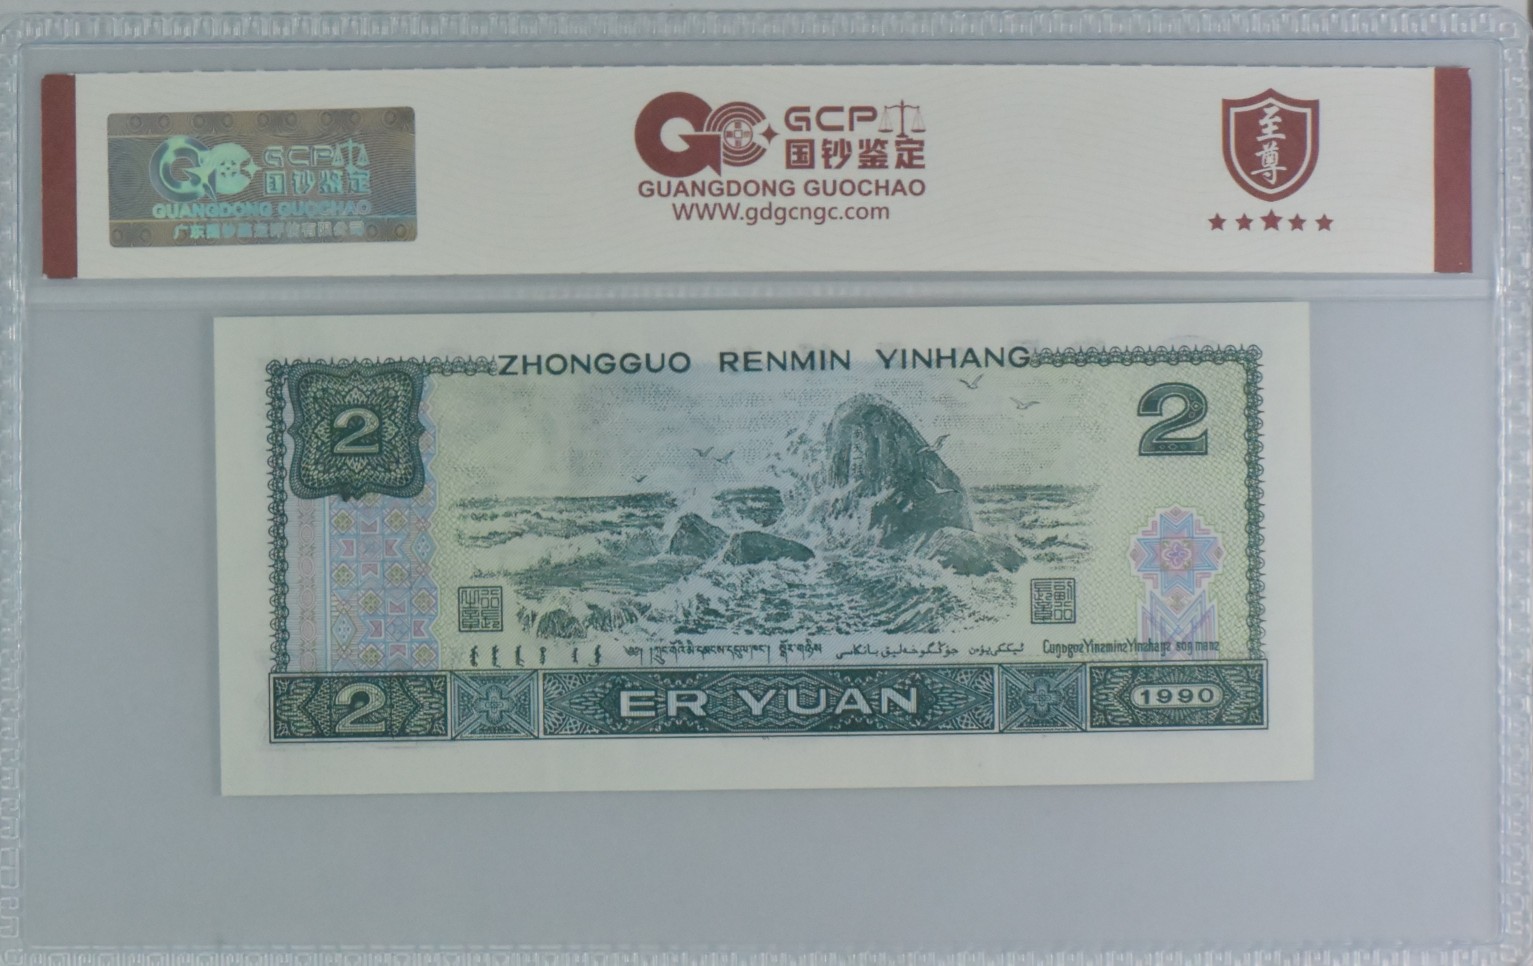 GCP
国钞鉴定
GUANGDONG GUOCHAO
广东国钞鉴定评估有限公司
GCP
国钞鉴定
GUANGDONG GUOCHAO
WWW.gdgcngc.com
至尊
ZHONGGUO RENMIN YINHANG
2
2
Cungƅgoz Yinzminz Yinzhangz song maenz
2
ER YUAN
1990